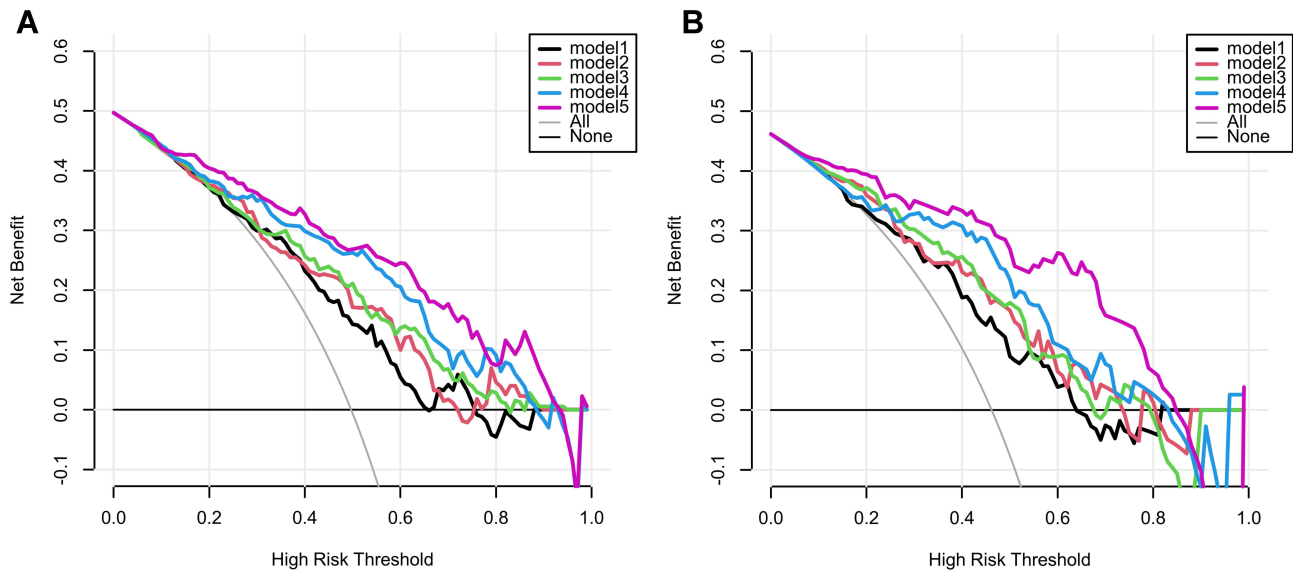 A
0.6
0.5
0.4
0.3
0.2
0.1
0.0
-0.1
Net Benefit
model1
model2
model3
model4
model5
All
None
0.0 0.2 0.4 0.6 0.8 1.0
High Risk Threshold
B
0.6
0.5
0.4
0.3
0.2
0.1
0.0
-0.1
Net Benefit
model1
model2
model3
model4
model5
All
None
0.0 0.2 0.4 0.6 0.8 1.0
High Risk Threshold